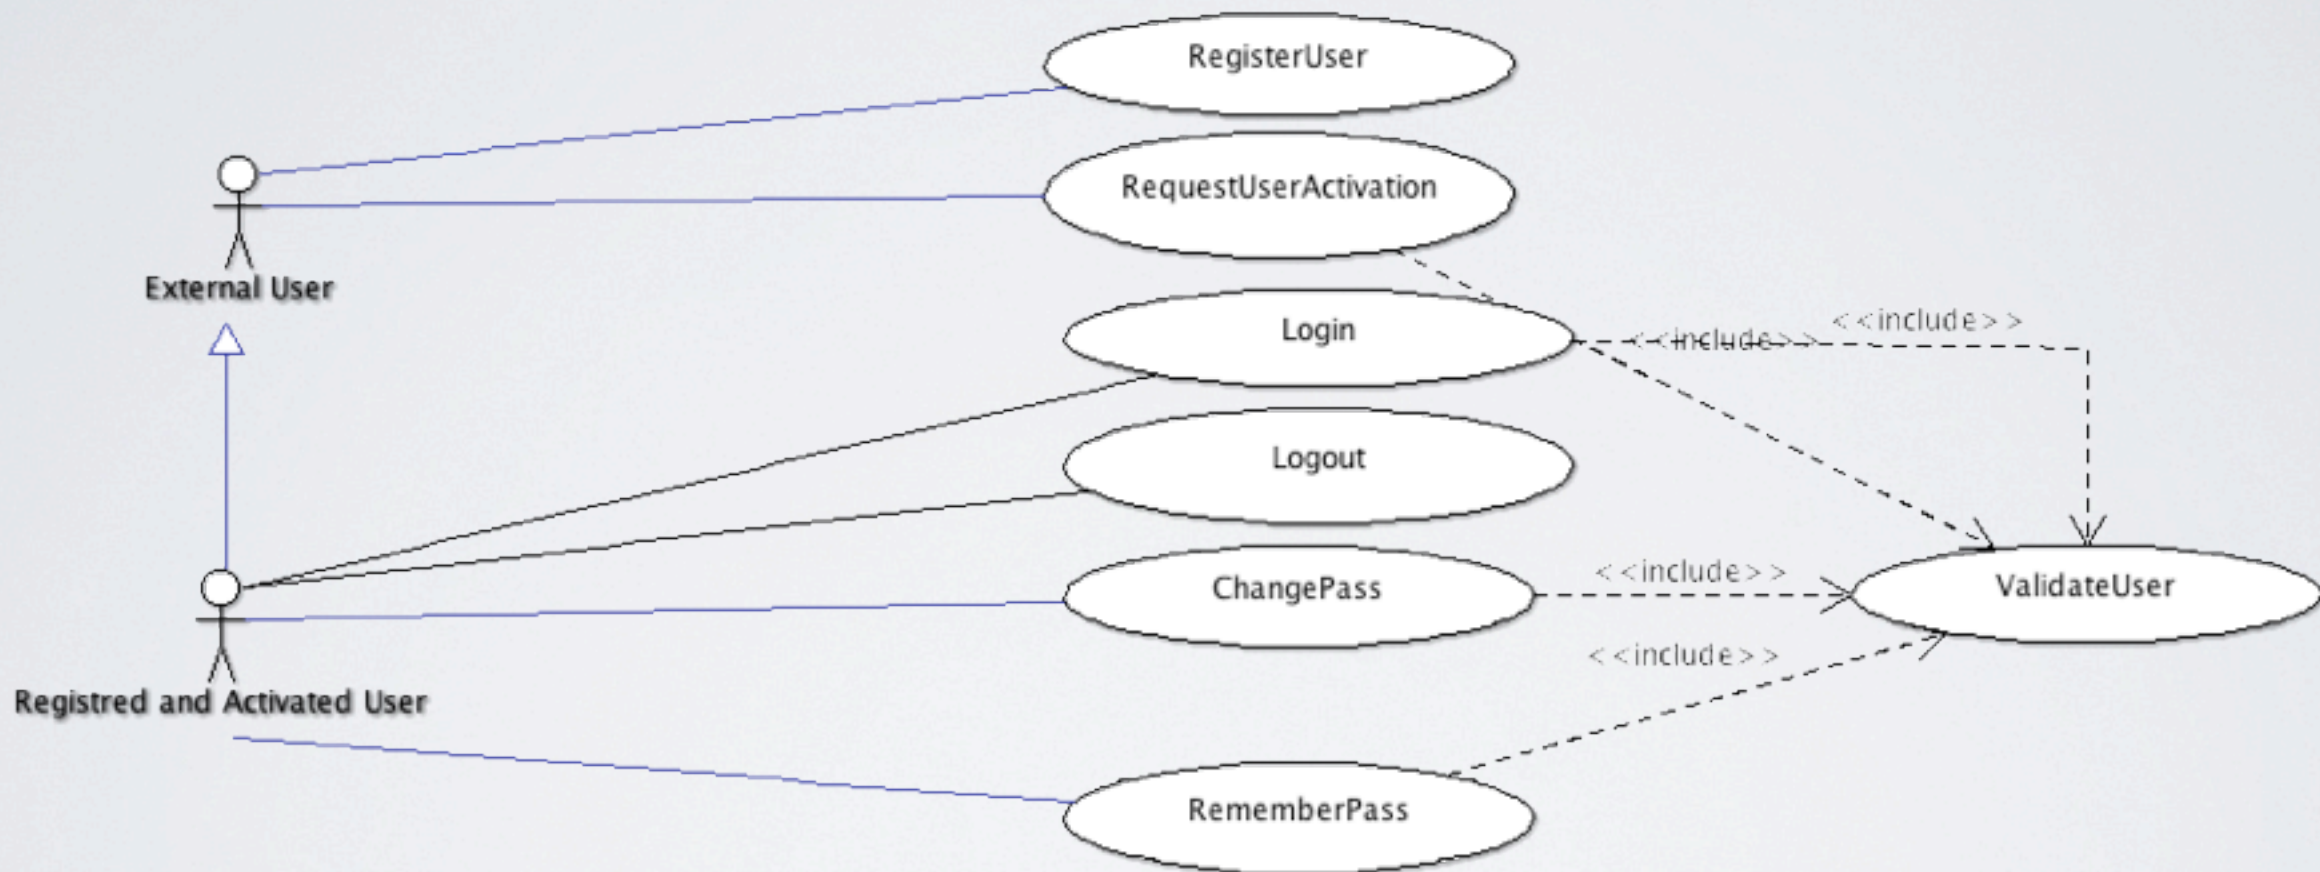 RegisterUser
RequestUserActivation
External User
Login
<<include>>
<<include>>
Logout
<<include>>
ChangePass
ValidateUser
<<include>>
Registred and Activated User
RememberPass